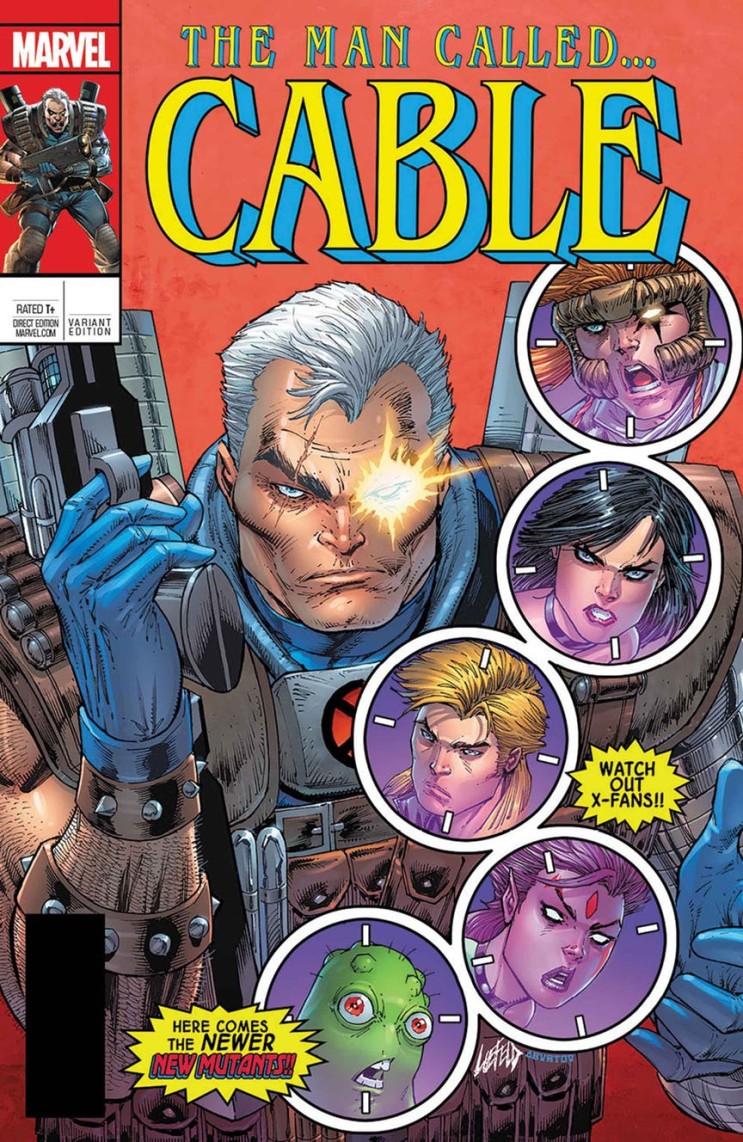 MARVEL
THE MAN CALLED...
CABLE
RATED T+
DIRECT EDITION
MARVEL.COM
VARIANT
EDITION
WATCH
OUT
X-FANS!!
HERE COMES
THE NEWER
NEW MUTANTS!!
LIEFELD